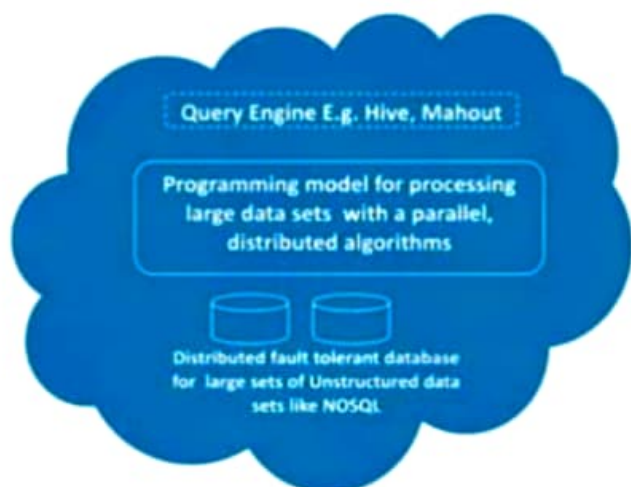 Query Engine E.g. Hive, Mahout
Programming model for processing
large data sets with a parallel,
distributed algorithms
Distributed fault tolerant database
for large sets of Unstructured data
sets like NOSQL